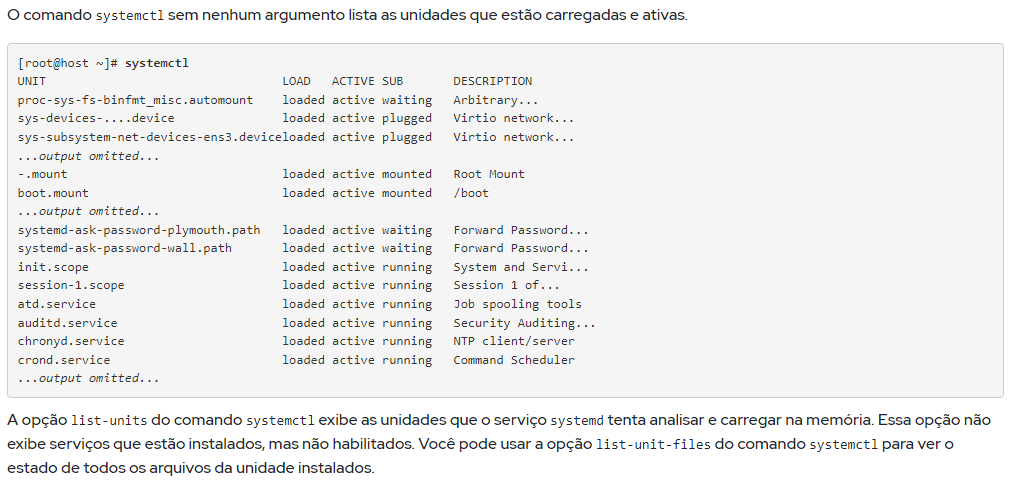 O comando systemctl sem nenhum argumento lista as unidades que estão carregadas e ativas.
[root@host ~]# systemctl
UNIT                                 LOAD   ACTIVE SUB       DESCRIPTION
proc-sys-fs-binfmt_misc.automount    loaded active waiting   Arbitrary...
sys-devices-....device               loaded active plugged   Virtio network...
sys-subsystem-net-devices-ens3.deviceloaded active plugged   Virtio network...
...output omitted...
-.mount                              loaded active mounted   Root Mount
boot.mount                           loaded active mounted   /boot
...output omitted...
systemd-ask-password-plymouth.path   loaded active waiting   Forward Password...
systemd-ask-password-wall.path       loaded active waiting   Forward Password...
init.scope                           loaded active running   System and Servi...
session-1.scope                      loaded active running   Session 1 of...
atd.service                          loaded active running   Job spooling tools
auditd.service                       loaded active running   Security Auditing...
chronyd.service                      loaded active running   NTP client/server
crond.service                        loaded active running   Command Scheduler
...output omitted...
A opção list-units do comando systemctl exibe as unidades que o serviço systemd tenta analisar e carregar na memória. Essa opção não
exibe serviços que estão instalados, mas não habilitados. Você pode usar a opção list-unit-files do comando systemctl para ver o
estado de todos os arquivos da unidade instalados.